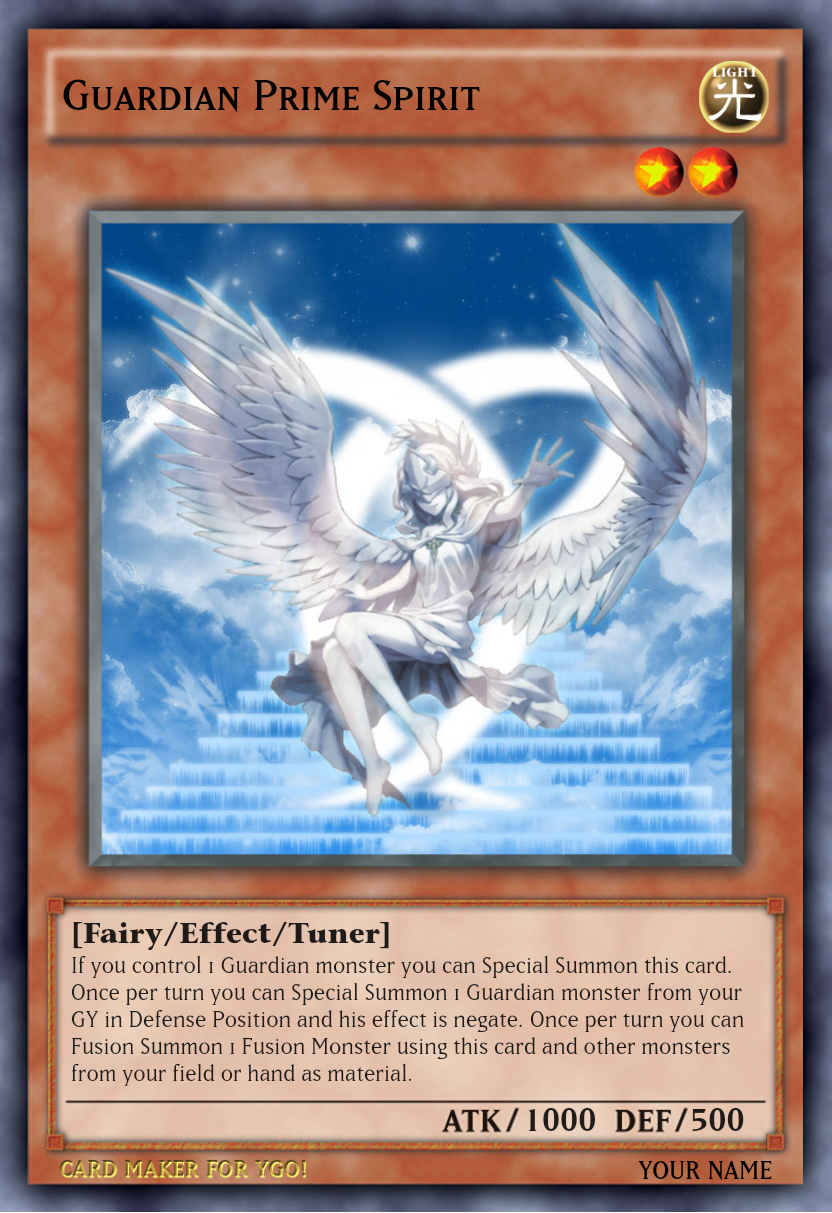 Guardian Prime Spirit
LIGHT
光
[Fairy/Effect/Tuner]
If you control 1 Guardian monster you can Special Summon this card.
Once per turn you can Special Summon 1 Guardian monster from your
GY in Defense Position and his effect is negate. Once per turn you can
Fusion Summon 1 Fusion Monster using this card and other monsters
from your field or hand as material.
ATK/1000 DEF/500
CARD MAKER FOR YGO! YOUR NAME